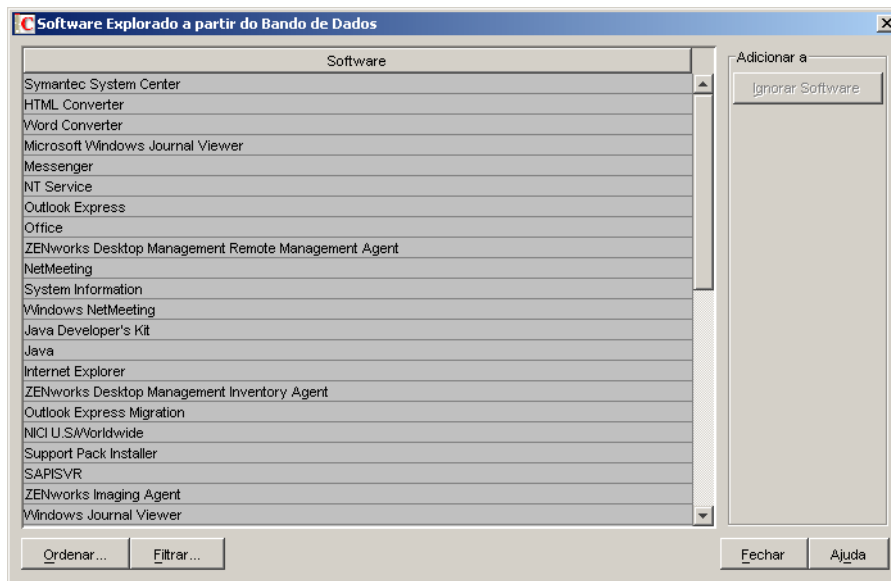 Software Explorado a partir do Bando de Dados
Software
Adicionar a
Symantec System Center
Ignorar Software
HTML Converter
Word Converter
Microsoft Windows Journal Viewer
Messenger
NT Service
Outlook Express
Office
ZENworks Desktop Management Remote Management Agent
NetMeeting
System Information
Windows NetMeeting
Java Developer's Kit
Java
Internet Explorer
ZENworks Desktop Management Inventory Agent
Outlook Express Migration
NICI U.S/Worldwide
Support Pack Installer
SAPISVR
ZENworks Imaging Agent
Windows Journal Viewer
Ordenar... Filtrar... Fechar Ajuda